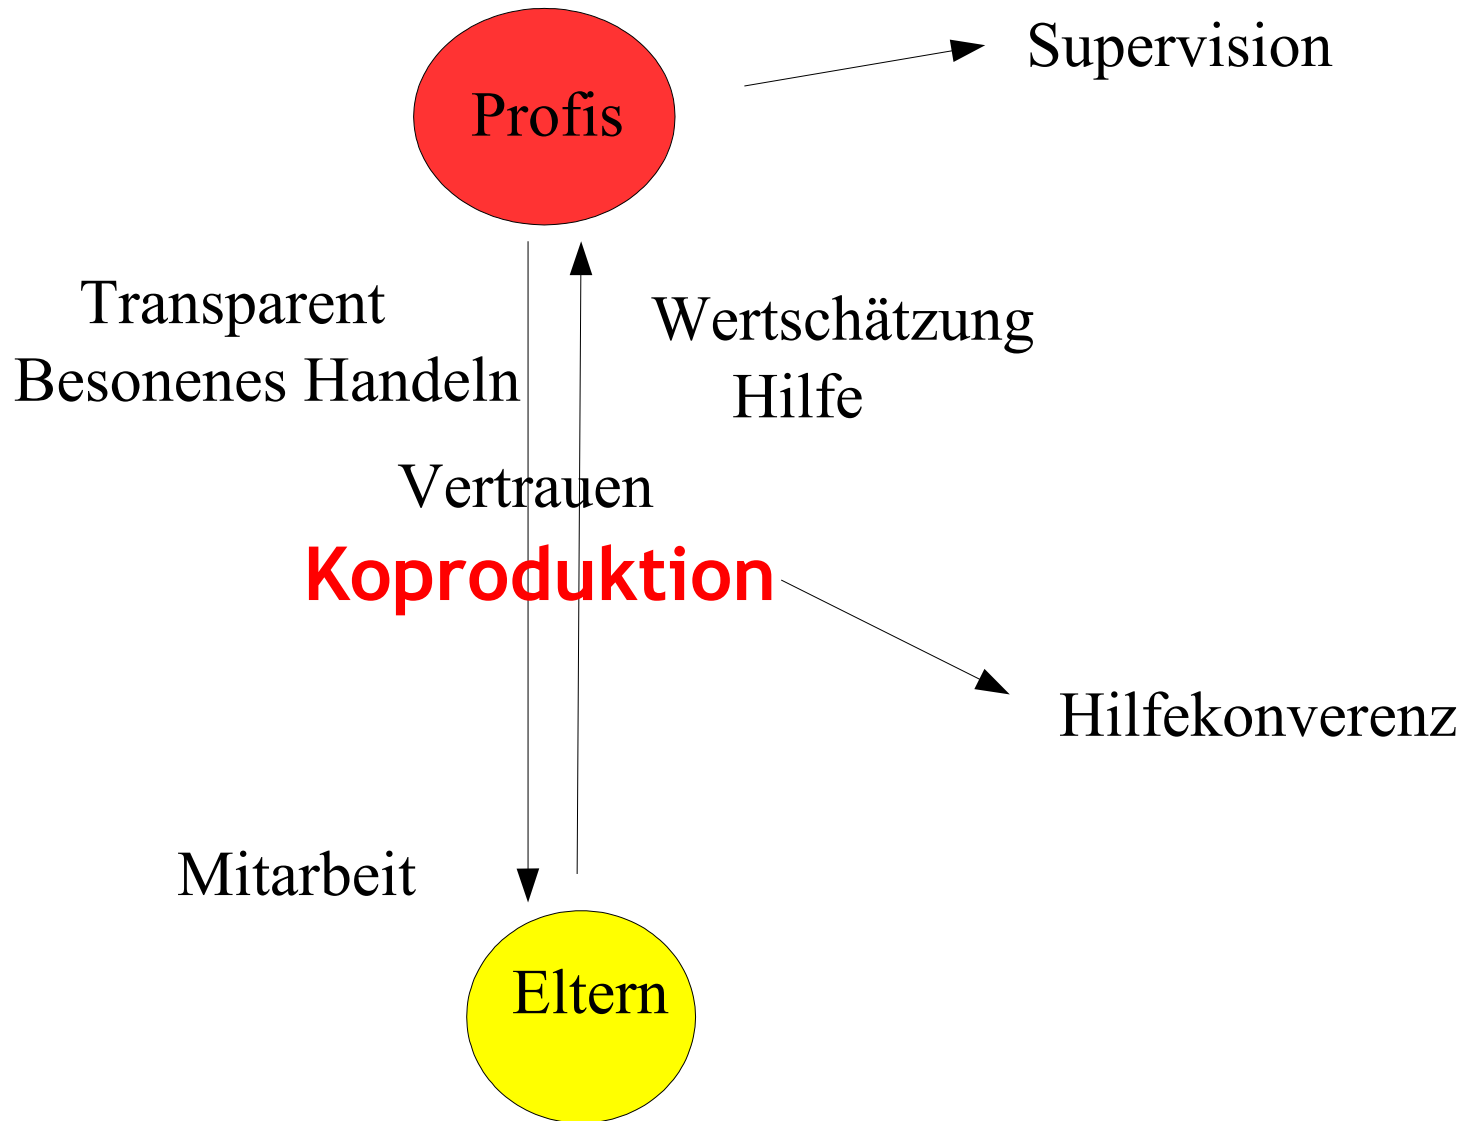 Supervision
Profis
Transparent
Besonenes Handeln
Wertschätzung
Hilfe
Vertrauen
Koproduktion
Hilfekonverenz
Mitarbeit
Eltern